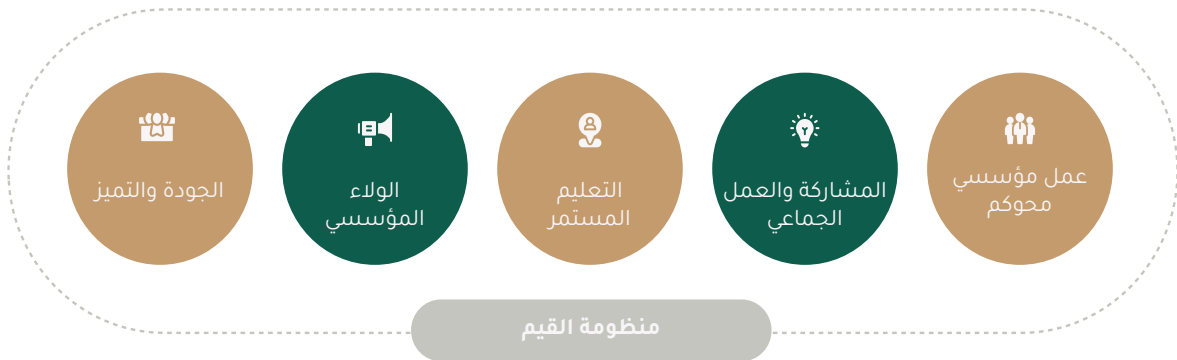 عمل مؤسسي
محوكم
المشاركة والعمل
الجماعي
التعليم
المستمر
الولاء
المؤسسي
الجودة والتميز
منظومة القيم